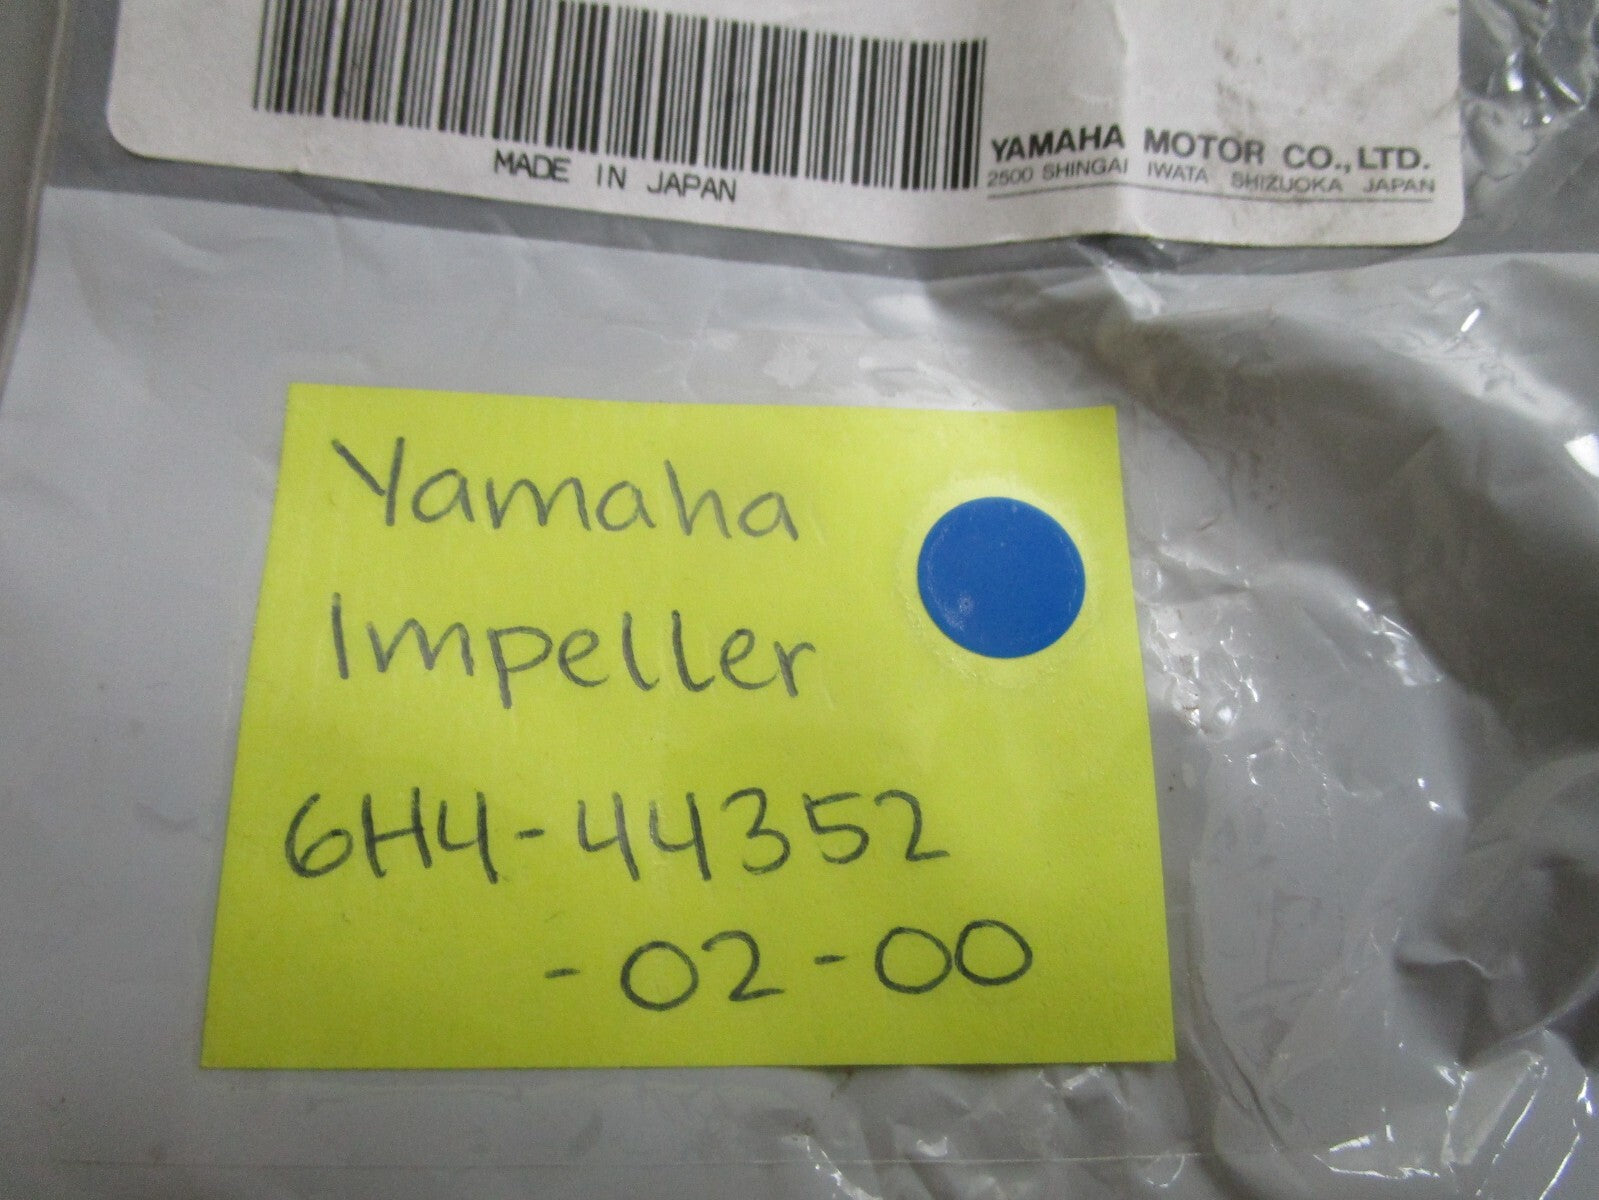 MADE IN JAPAN
YAMAHA MOTOR CO.,LTD.
2500 SHINGAI IWATA SHIZUOKA JAPAN
Yamaha
Impeller
6H4-44352
-02-00